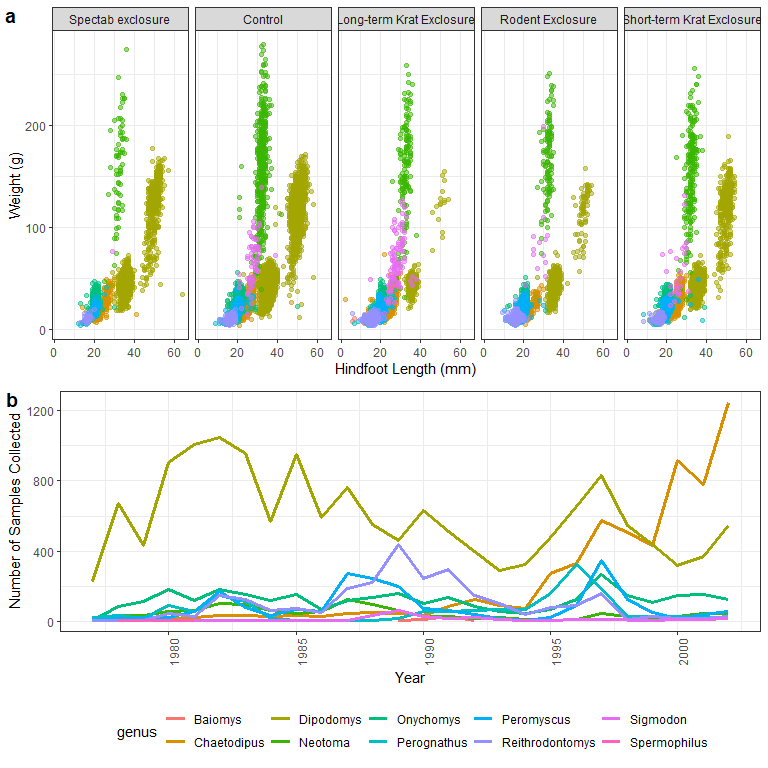 a
Spectab exclosure Control Long-term Krat Exclosure Rodent Exclosure Short-term Krat Exclosure
Weight (g)
200
100
0
0 20 40 60 0 20 40 60 0 20 40 60 0 20 40 60 0 20 40 60
Hindfoot Length (mm)
b
Number of Samples Collected
1200
800
400
0
1980 1985 1990 1995 2000
Year
genus
Baiomys Dipodomys Onychomys Peromyscus Sigmodon
Chaetodipus Neotoma Perognathus Reithrodontomys Spermophilus